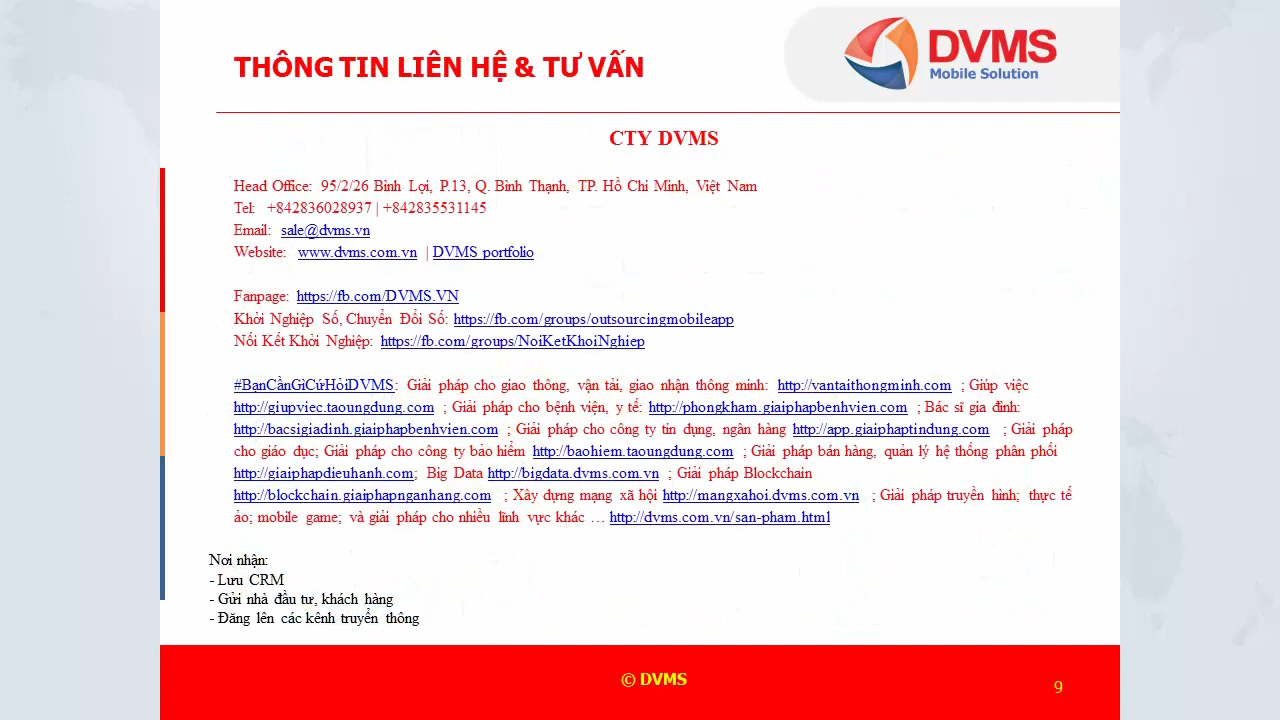 THÔNG TIN LIÊN HỆ & TƯ VẤN
DVMS
Mobile Solution
CTY DVMS
Head Office: 95/2/26 Bình Lợi, P.13, Q. Bình Thạnh, TP. Hồ Chí Minh, Việt Nam
Tel: +842836028937 | +842835531145
Email: sale@dvms.vn
Website: www.dvms.com.vn | DVMS portfolio
Fanpage: https://fb.com/DVMS.VN
Khởi Nghiệp Số, Chuyển Đổi Số: https://fb.com/groups/outsourcingmobileapp
Nối Kết Khởi Nghiệp: https://fb.com/groups/NoiKetKhoiNghiep
#BạnCầnGìCứHỏiDVMS: Giải pháp cho giao thông, vận tải, giao nhận thông minh: http://vantaithongminh.com ; Giúp việc
http://giupviec.taoungdung.com ; Giải pháp cho bệnh viện, y tế: http://phongkham.giaiphapbenhvien.com ; Bác sĩ gia đình:
http://bacsigiadinh.giaiphapbenhvien.com ; Giải pháp cho công ty tín dụng, ngân hàng http://app.giaiphaptindung.com ; Giải pháp
cho giáo dục; Giải pháp cho công ty bảo hiểm http://baohiem.taoungdung.com ; Giải pháp bán hàng, quản lý hệ thống phân phối
http://giaiphapdieuhanh.com; Big Data http://bigdata.dvms.com.vn ; Giải pháp Blockchain
http://blockchain.giaiphapnganhang.com ; Xây dựng mạng xã hội http://mangxahoi.dvms.com.vn ; Giải pháp truyền hình; thực tế
ảo; mobile game; và giải pháp cho nhiều lĩnh vực khác … http://dvms.com.vn/san-pham.html
Nơi nhận:
- Lưu CRM
- Gửi nhà đầu tư, khách hàng
- Đăng lên các kênh truyền thông
© DVMS
9